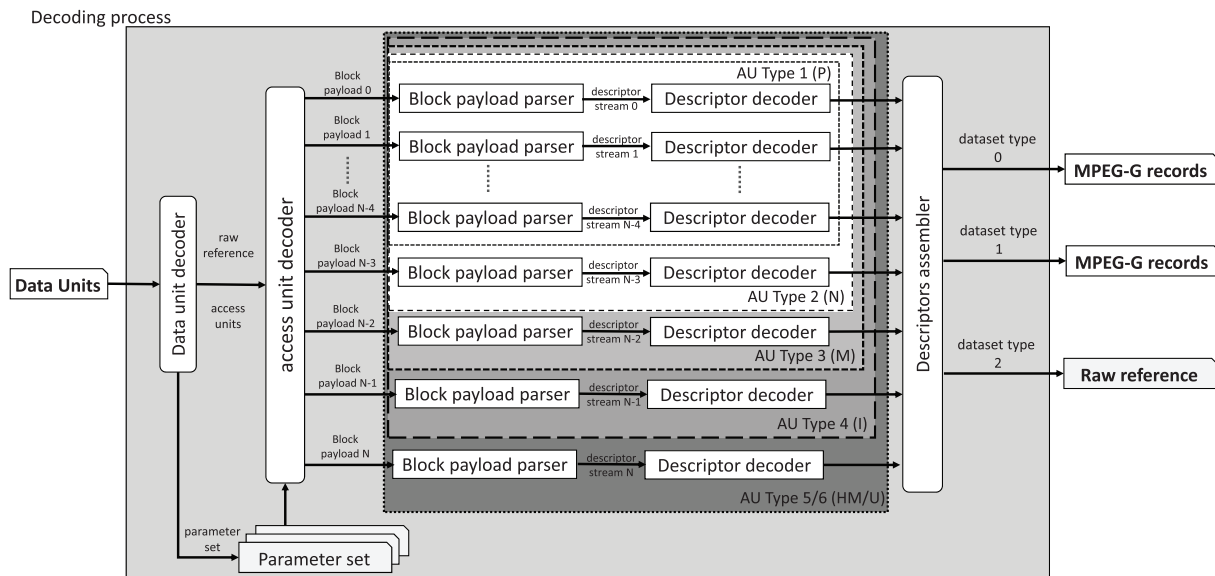 Decoding process
Data Units
Data unit decoder
raw
reference
access
units
parameter
set
Parameter set
access unit decoder
Block
payload 0
Block
payload 1
Block
payload N-4
Block
payload N-3
Block
payload N-2
Block
payload N-1
Block
payload N
AU Type 1 (P)
Block payload parser
descriptor
stream 0
Descriptor decoder
Block payload parser
descriptor
stream 1
Descriptor decoder
Block payload parser
descriptor
stream N-4
Descriptor decoder
Block payload parser
descriptor
stream N-3
Descriptor decoder
AU Type 2 (N)
Block payload parser
descriptor
stream N-2
Descriptor decoder
AU Type 3 (M)
Block payload parser
descriptor
stream N-1
Descriptor decoder
AU Type 4 (I)
Block payload parser
descriptor
stream N
Descriptor decoder
AU Type 5/6 (HM/U)
Descriptors assembler
dataset type
0
MPEG-G records
dataset type
1
MPEG-G records
dataset type
2
Raw reference